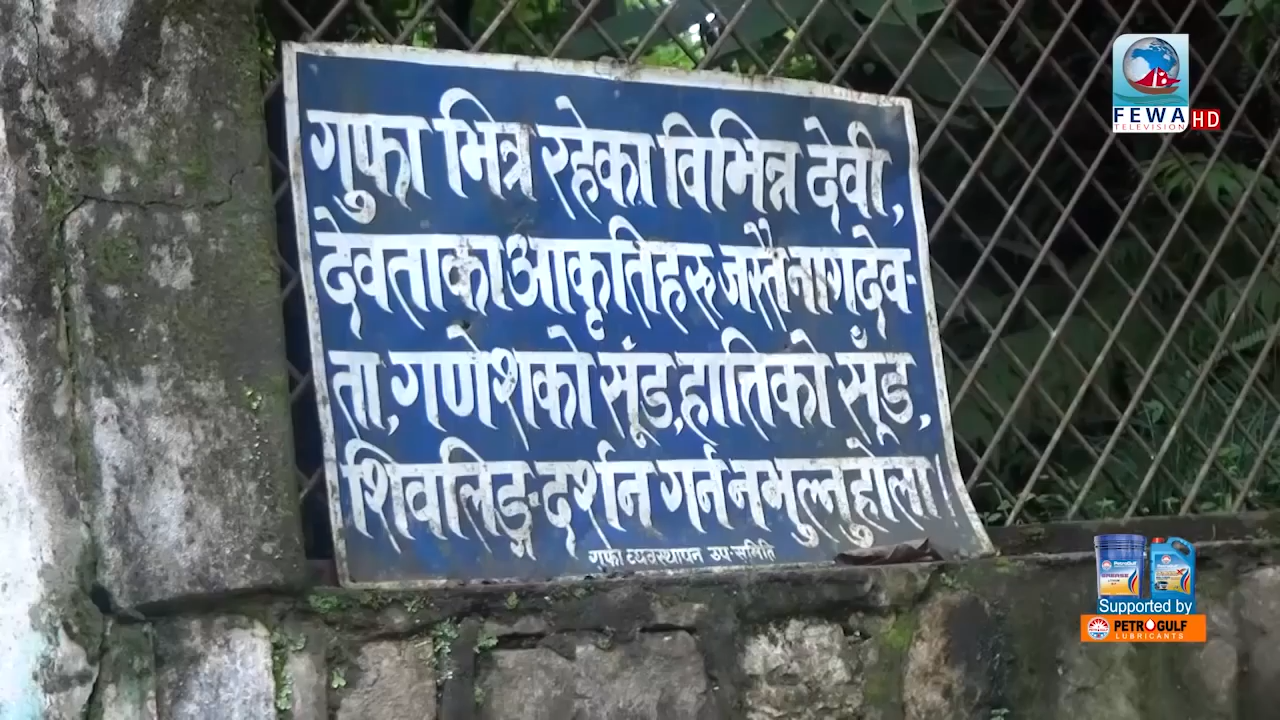 गुफा भित्र रहेका विभिन्न देवी,
देवताका आकृतिहरु जस्तै नागदेव-
ता, गणेशको सूंड, हात्तिको सूँड,
शिवलिङ्ग दर्शन गर्न नभुल्नु होला।
गुफा व्यवस्थापन उप-समिति
FEWA HD
TELEVISION
Supported by
PETROGULF
LUBRICANTS